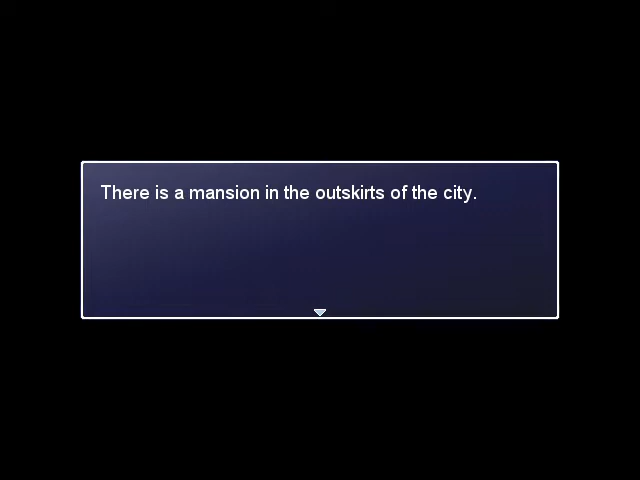 There is a mansion in the outskirts of the city.